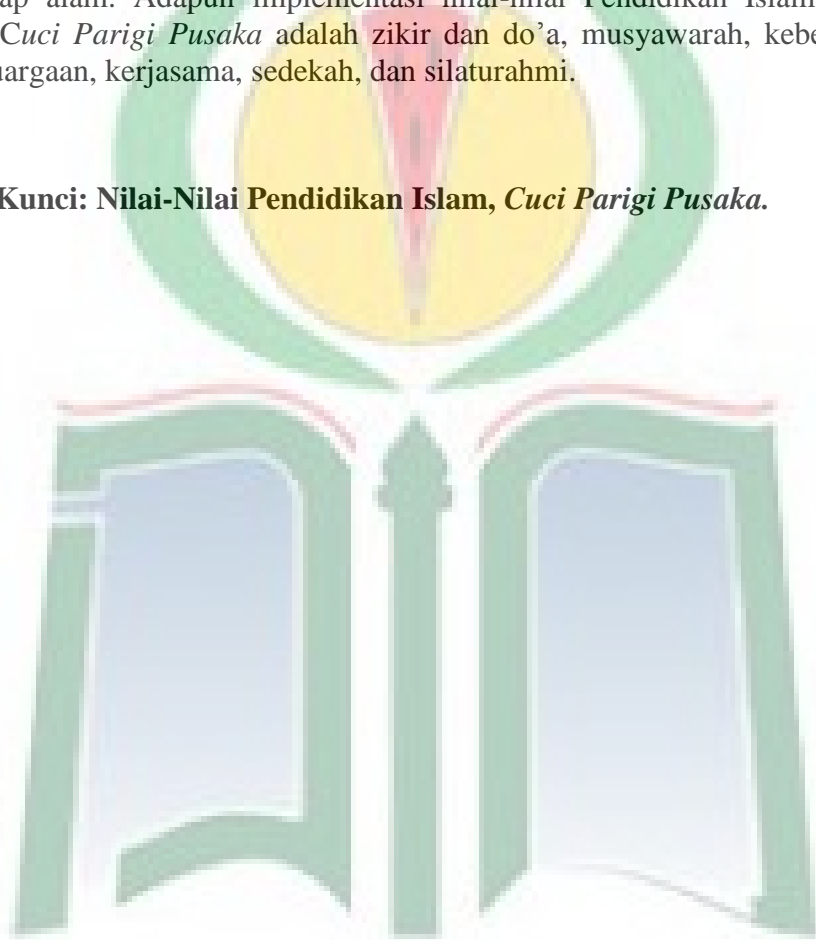 ap alam. Adapun implementasi nilai-nilai Pendidikan Islam
Cuci Parigi Pusaka adalah zikir dan do’a, musyawarah, kebe
uargaan, kerjasama, sedekah, dan silaturahmi.
Kunci: Nilai-Nilai Pendidikan Islam, Cuci Parigi Pusaka.